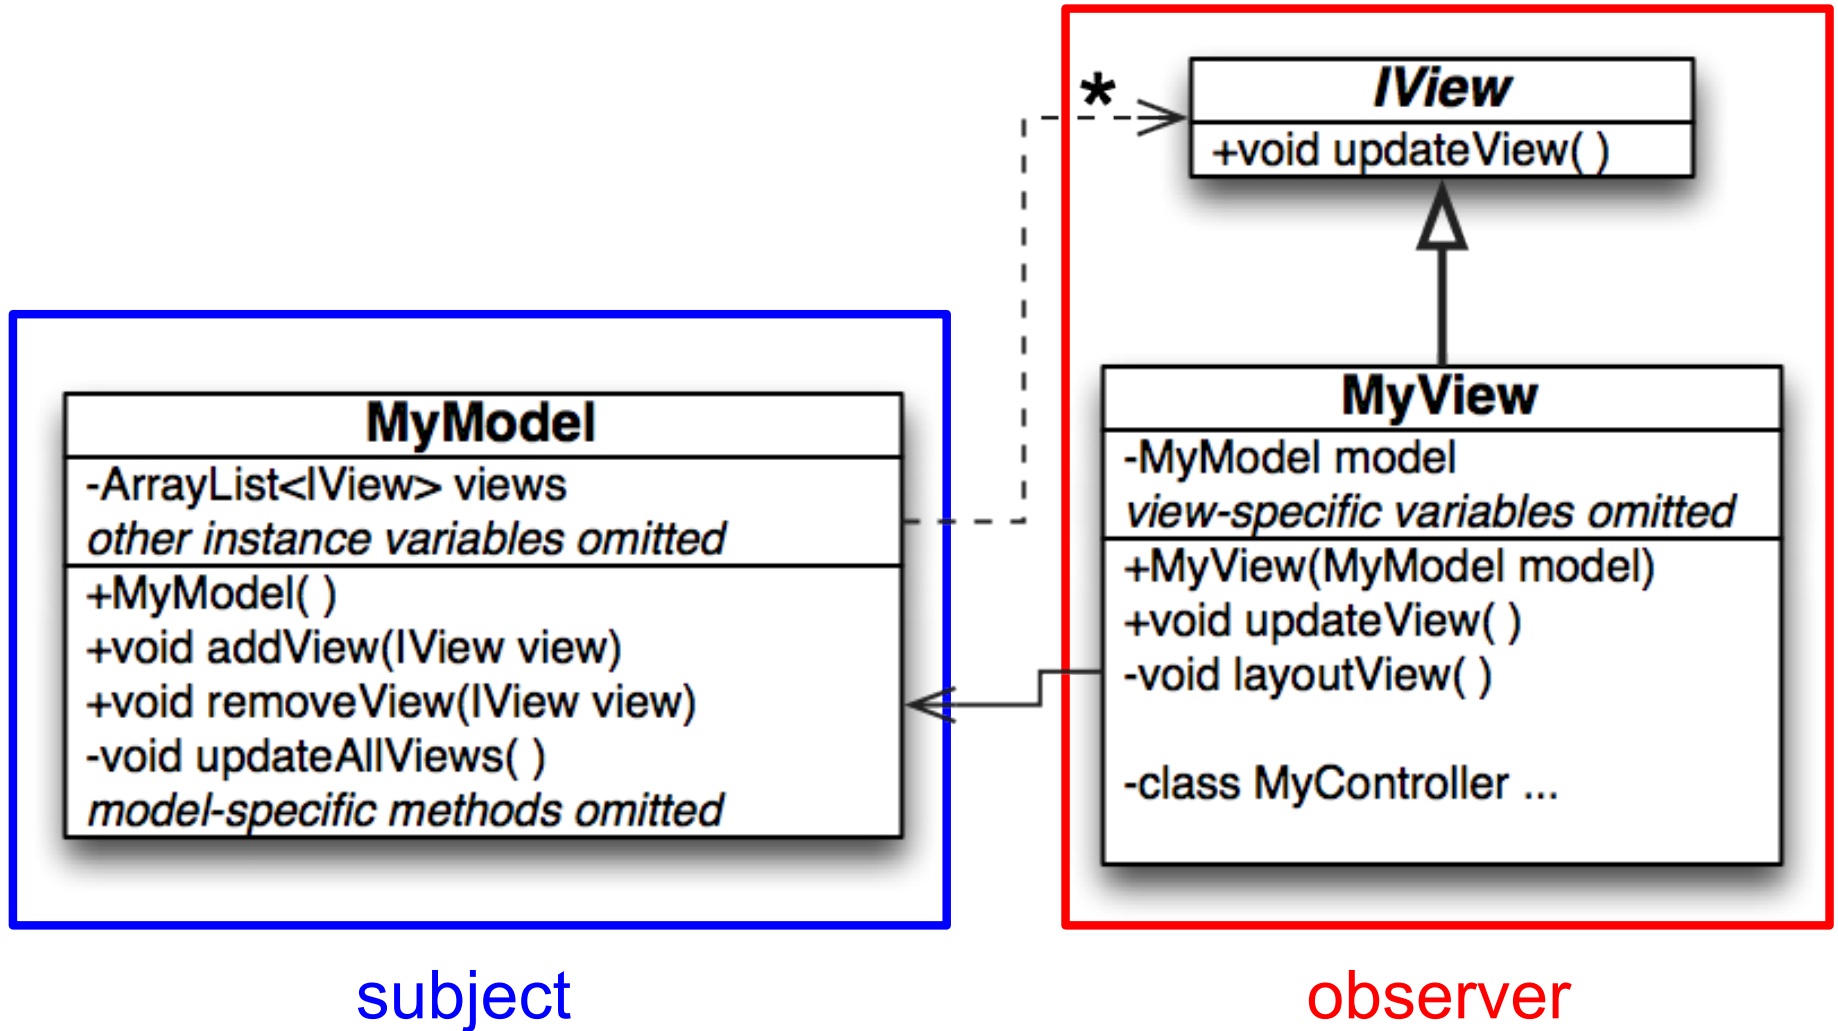 *
IView
+void updateView( )
MyModel
-ArrayList<IView> views
other instance variables omitted
+MyModel( )
+void addView(IView view)
+void removeView(IView view)
-void updateAllViews( )
model-specific methods omitted
MyView
-MyModel model
view-specific variables omitted
+MyView(MyModel model)
+void updateView( )
-void layoutView( )
-class MyController ...
subject
observer